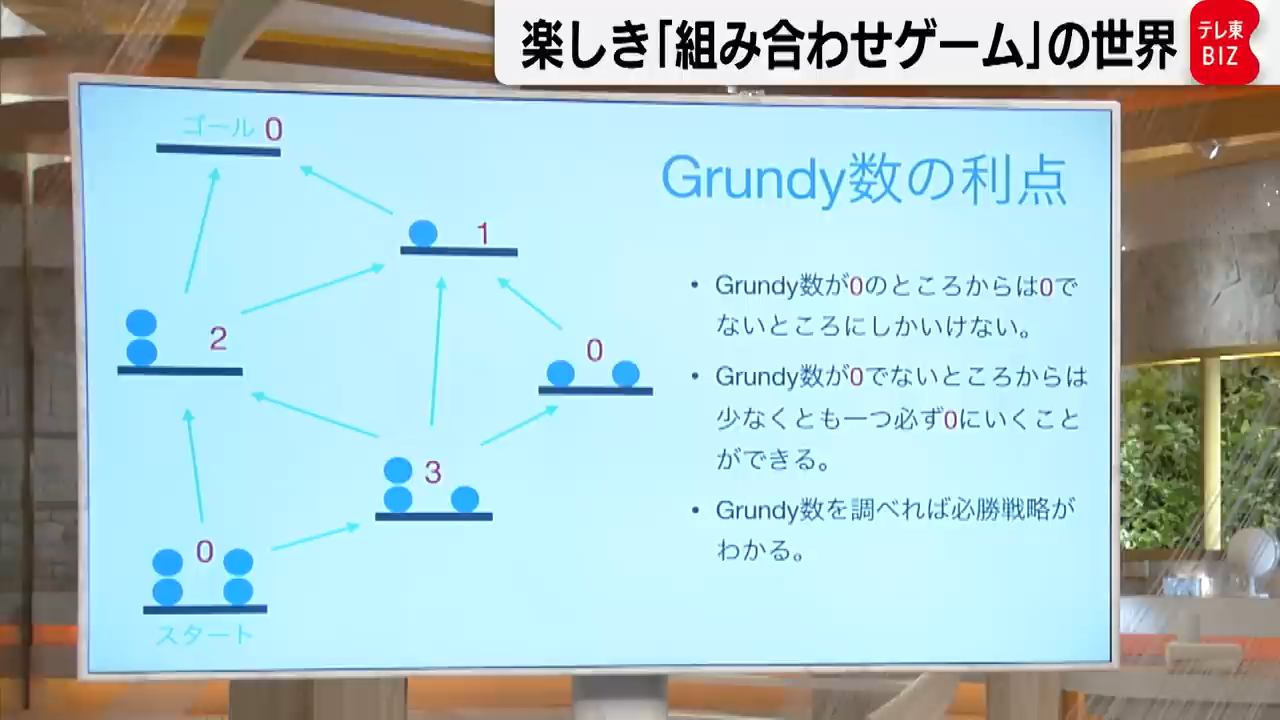 楽しき「組み合わせゲーム」の世界
テレ東
BIZ
ゴール 0
Grundy数の利点
1
• Grundy数が0のところからは0で
ないところにしかいけない。
2
0
• Grundy数が0でないところからは
少なくとも一つ必ず0にいくこと
ができる。
3
• Grundy数を調べれば必勝戦略が
わかる。
0
スタート